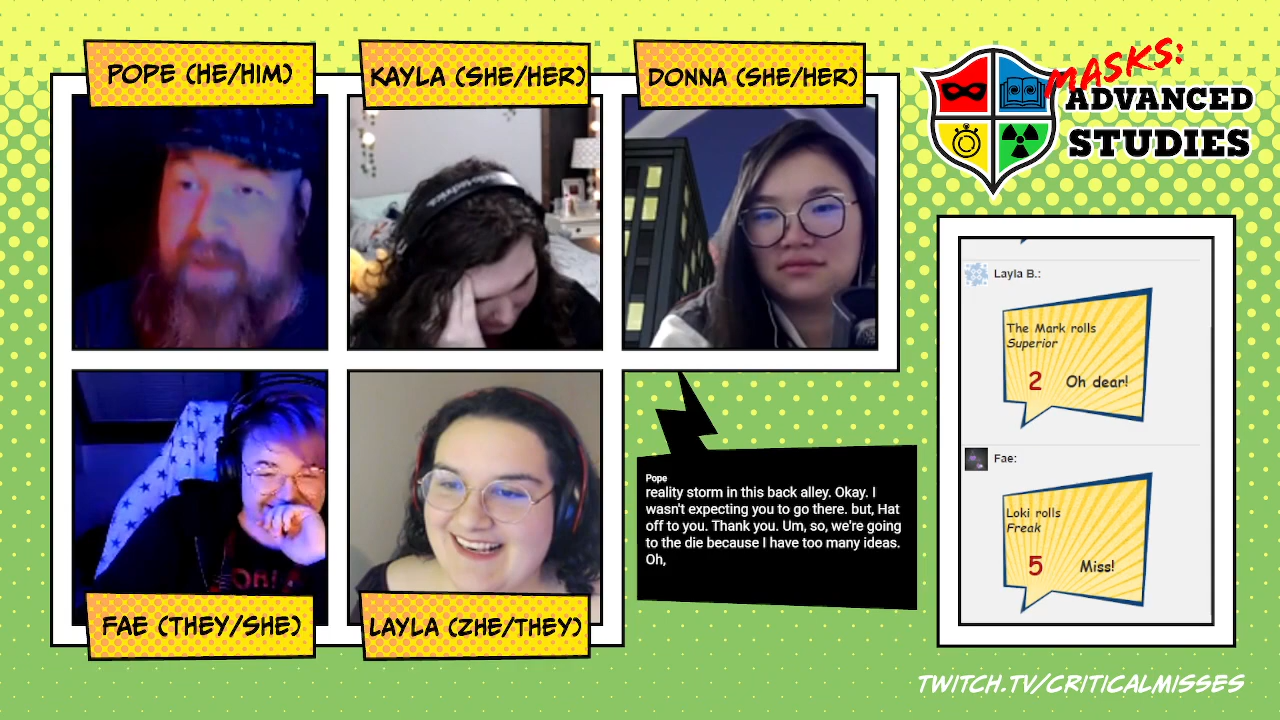 POPE (HE/HIM)
KAYLA (SHE/HER)
DONNA (SHE/HER)
MASKS:
ADVANCED
STUDIES
Layla B.:
The Mark rolls
Superior
2 Oh dear!
Fae:
Loki rolls
Freak
5 Miss!
Pope
reality storm in this back alley. Okay. I
wasn't expecting you to go there. but, Hat
off to you. Thank you. Um, so, we're going
to the die because I have too many ideas.
Oh,
FAE (THEY/SHE)
LAYLA (ZHE/THEY)
TWITCH.TV/CRITICALMISSES